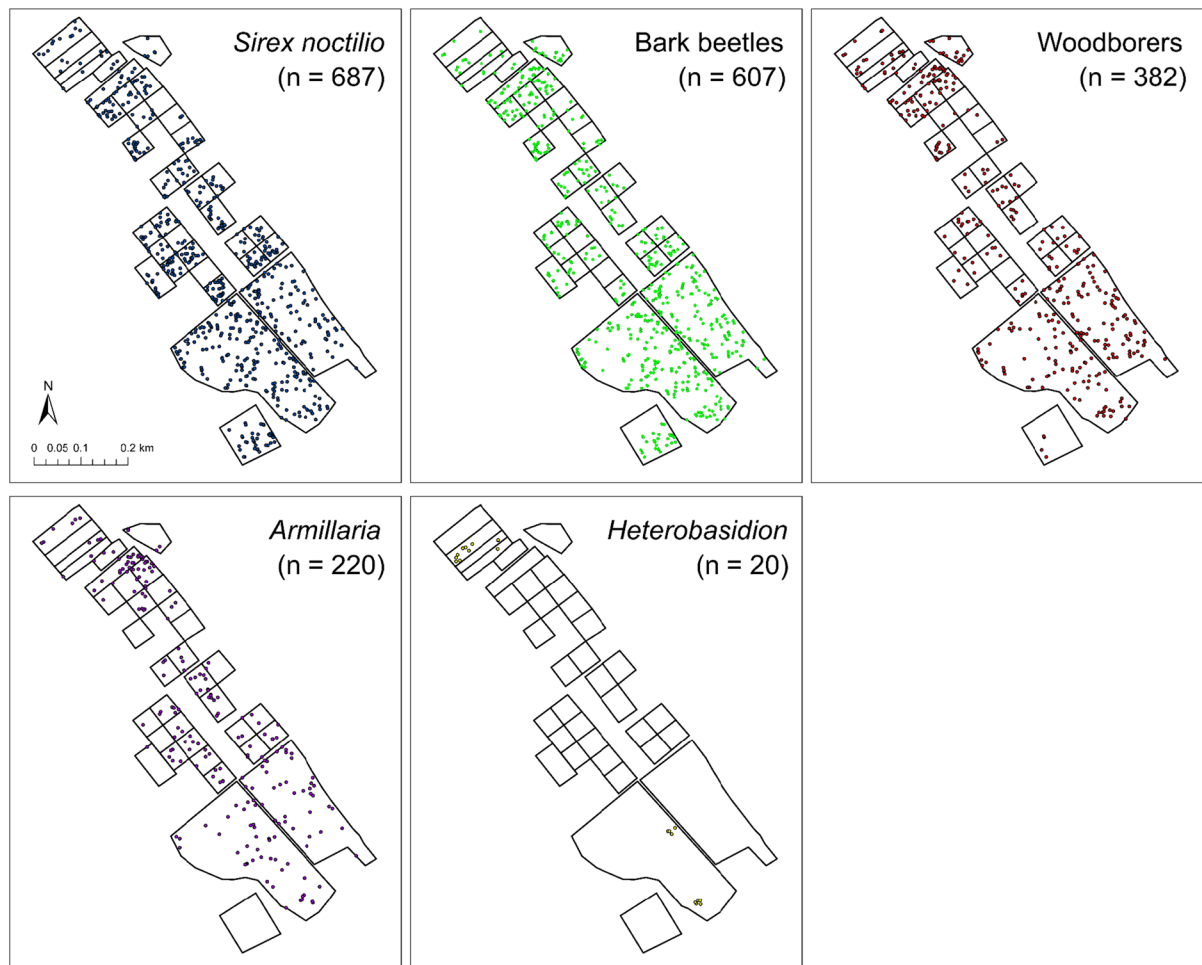 Sirex noctilio
(n = 687)
Bark beetles
(n = 607)
Woodborers
(n = 382)
N
0 0.05 0.1 0.2 km
Armillaria
(n = 220)
Heterobasidion
(n = 20)